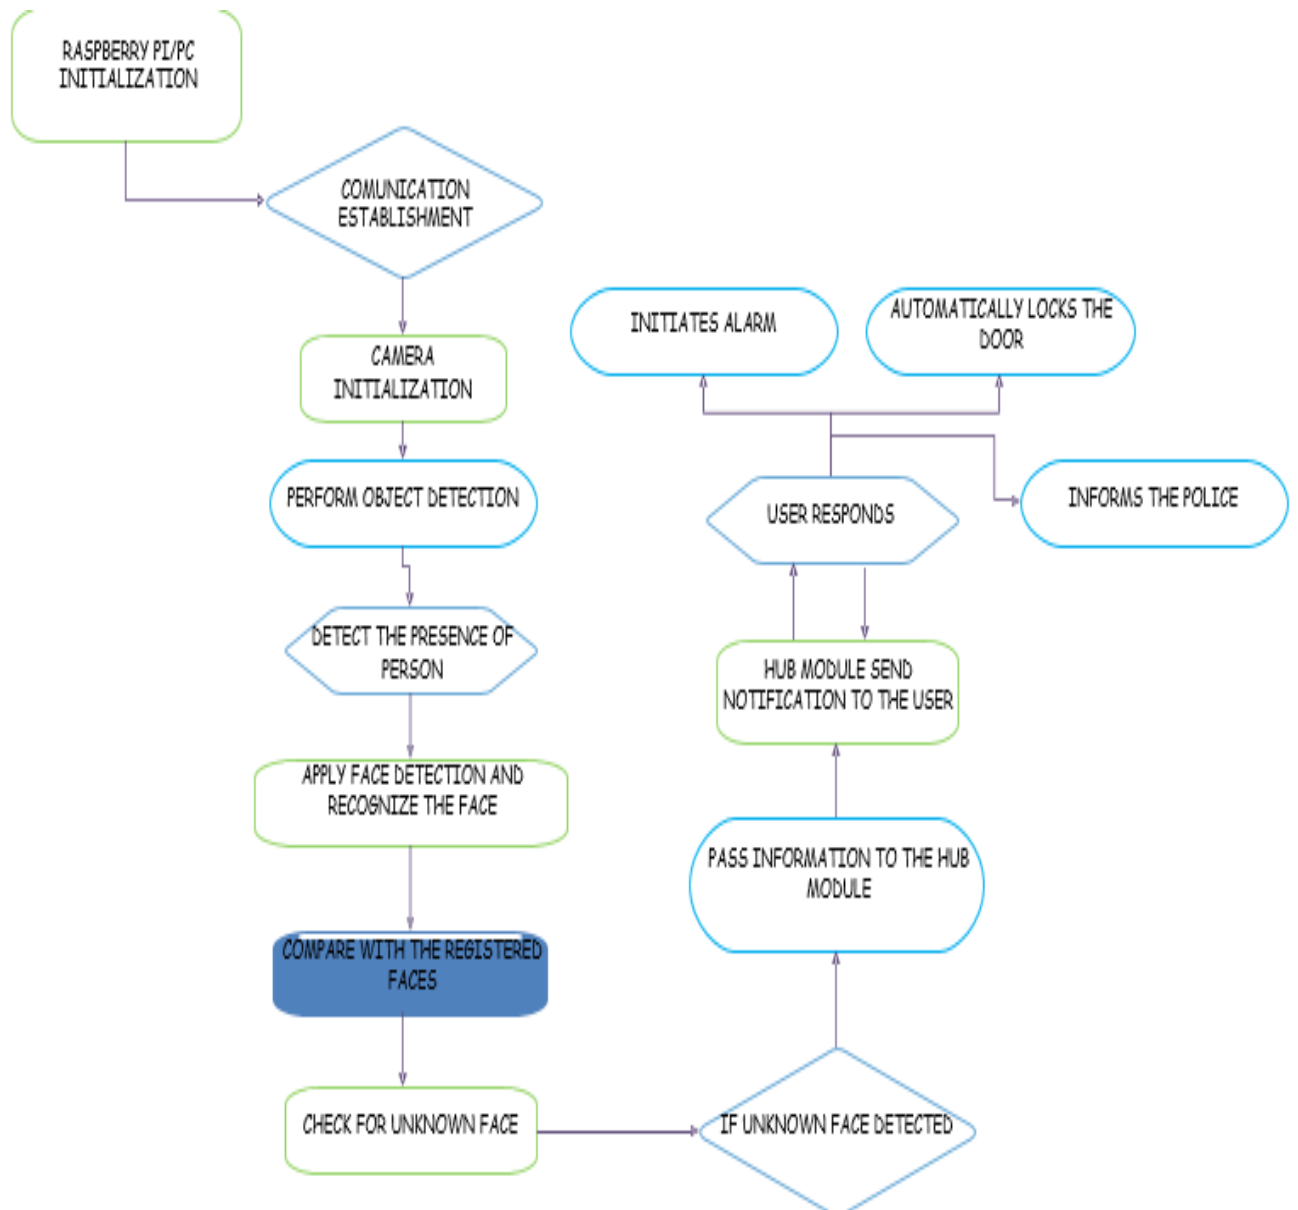 RASPBERRY PI/PC
INITIALIZATION
COMUNICATION
ESTABLISHMENT
CAMERA
INITIALIZATION
PERFORM OBJECT DETECTION
DETECT THE PRESENCE OF
PERSON
APPLY FACE DETECTION AND
RECOGNIZE THE FACE
COMPARE WITH THE REGISTERED
FACES
CHECK FOR UNKNOWN FACE
IF UNKNOWN FACE DETECTED
PASS INFORMATION TO THE HUB
MODULE
HUB MODULE SEND
NOTIFICATION TO THE USER
USER RESPONDS
INITIATES ALARM
AUTOMATICALLY LOCKS THE
DOOR
INFORMS THE POLICE